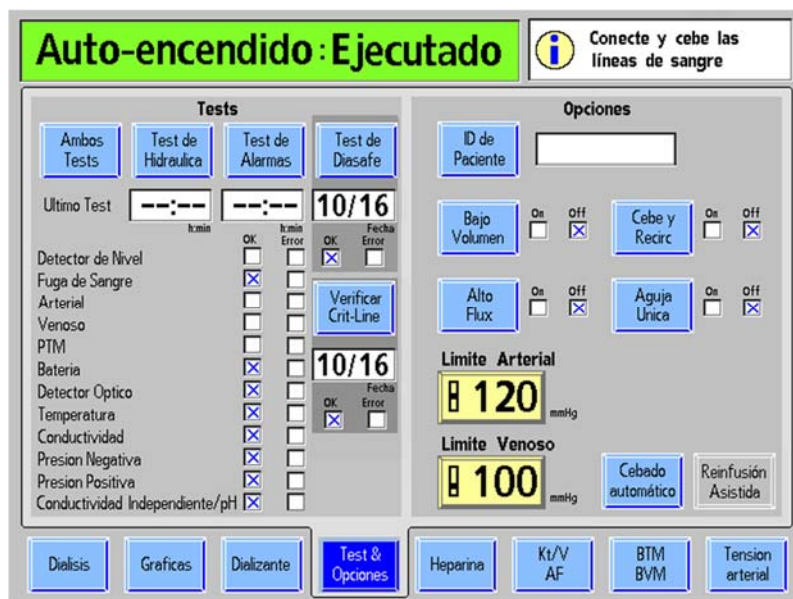 Auto-encendido:Ejecutado
Conecte y cebe las
líneas de sangre
Tests
Ambos
Tests
Test de
Hidraulica
Test de
Alarmas
Test de
Diasafe
Ultimo Test
--:--
--:--
10/16
h:min
h:min
Fecha
OK
Error
OK
Error
Detector de Nivel
Fuga de Sangre
Arterial
Venoso
PTM
Bateria
Detector Optico
Temperatura
Conductividad
Presion Negativa
Presion Positiva
Conductividad Independiente/pH
Verificar
Crit-Line
10/16
Fecha
OK
Error
Opciones
ID de
Paciente
Bajo
Volumen
On
Off
Cebe y
Recirc
On
Off
Alto
Flux
On
Off
Aguja
Unica
On
Off
Limite Arterial
120 mmHg
Limite Venoso
100 mmHg
Cebado
automático
Reinfusión
Asistida
Dialisis
Graficas
Dializante
Test &
Opciones
Heparina
Kt/V
AF
BTM
BVM
Tension
arterial